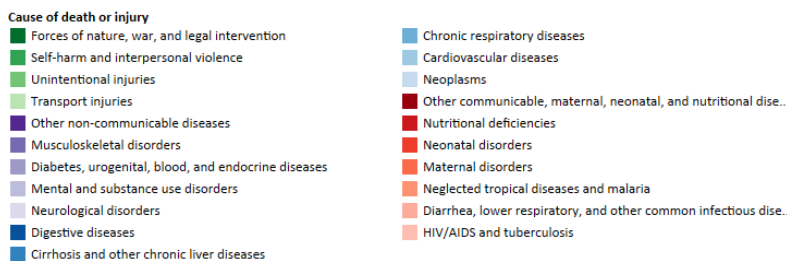 Cause of death or injury
Forces of nature, war, and legal intervention
Self-harm and interpersonal violence
Unintentional injuries
Transport injuries
Other non-communicable diseases
Musculoskeletal disorders
Diabetes, urogenital, blood, and endocrine diseases
Mental and substance use disorders
Neurological disorders
Digestive diseases
Cirrhosis and other chronic liver diseases
Chronic respiratory diseases
Cardiovascular diseases
Neoplasms
Other communicable, maternal, neonatal, and nutritional dise..
Nutritional deficiencies
Neonatal disorders
Maternal disorders
Neglected tropical diseases and malaria
Diarrhea, lower respiratory, and other common infectious dise..
HIV/AIDS and tuberculosis